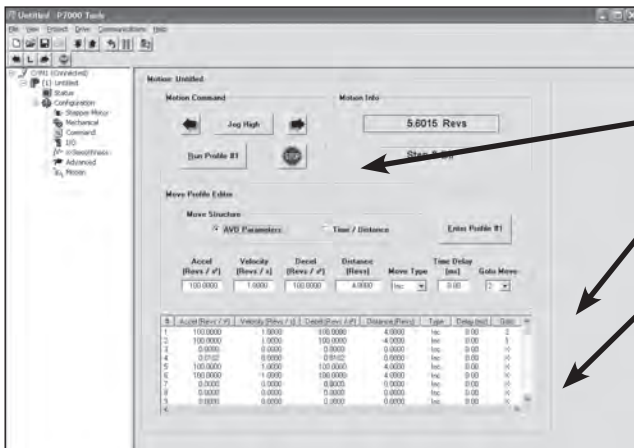 Untitled - P7000 Tools
File View Project Drive Communications Help
COM1 (Connected)
(1) Untitled
Status
Configuration
Stepper Motor
Mechanical
Command
I/O
Advanced
Motion
Motion: Untitled
Motion Command
Motion Info
Jog High
5.6015 Revs
Run Profile #1
STOP
Move Profile Editor
Move Structure
AVD Parameters
Time / Distance
Enter Profile #1
Accel Velocity Decel Distance Time Delay
(Revs / s²) (Revs / s) (Revs / s²) (Revs) Move Type (ms) Goto Move
100.0000 1.0000 100.0000 4.0000 Inc 0.00 2
# Accel (Revs / s²) Velocity (Revs / s) Decel (Revs / s²) Distance (Revs) Type Delay (ms) Goto
1 100.0000 1.0000 100.0000 4.0000 Inc 0.00 2
2 100.0000 1.0000 100.0000 -4.0000 Inc 0.00 1
3 0.0000 0.0000 0.0000 0.0000 Inc 0.00 X
4 0.0102 0.0000 0.0102 0.0000 Inc 0.00 X
5 100.0000 1.0000 100.0000 4.0000 Inc 0.00 X
6 100.0000 1.0000 100.0000 4.0000 Inc 0.00 X
7 0.0000 0.0000 0.0000 0.0000 Inc 0.00 X
8 0.0000 0.0000 0.0000 0.0000 Inc 0.00 X
9 0.0000 0.0000 0.0000 0.0000 Inc 0.00 X